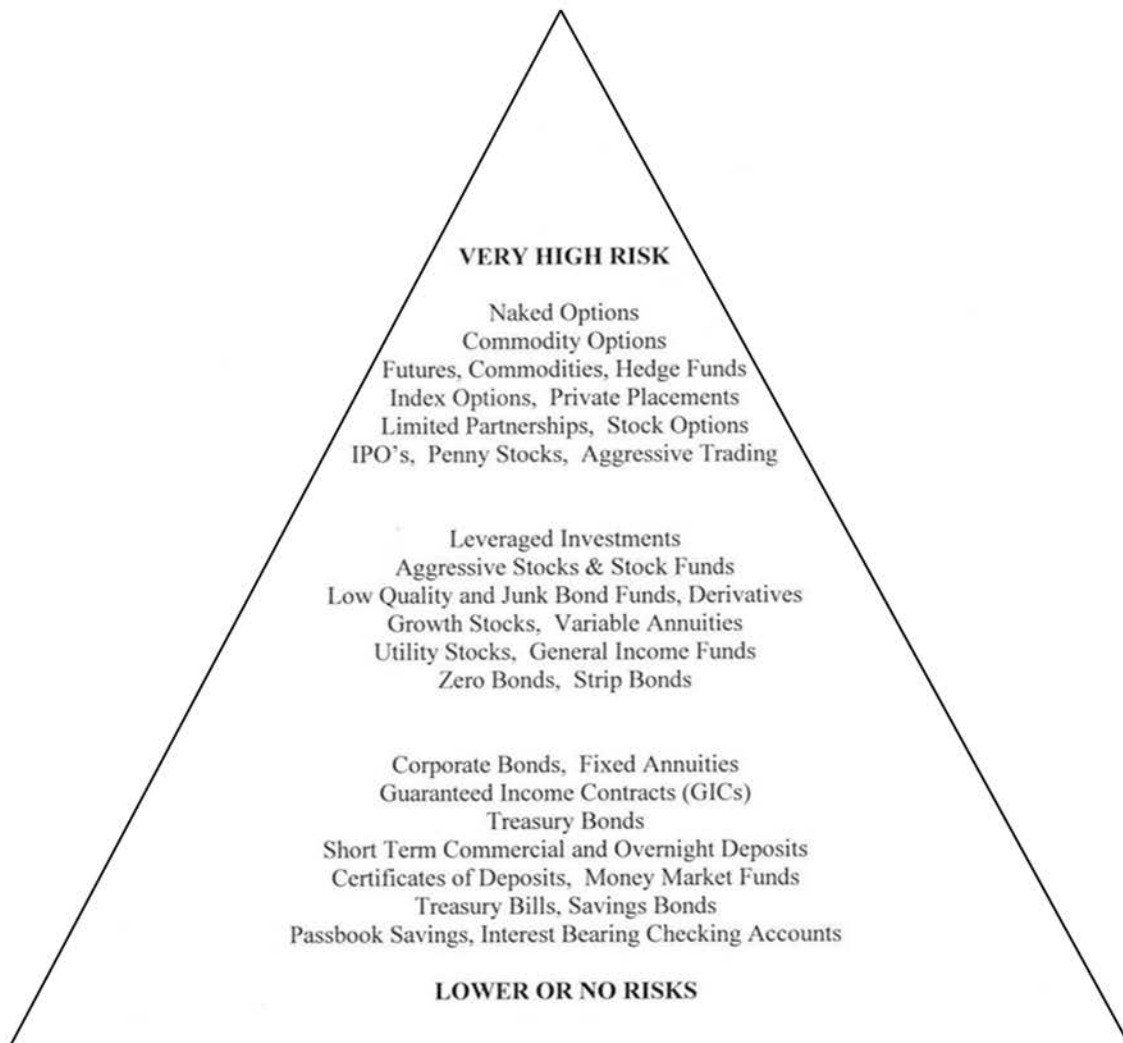 VERY HIGH RISK
Naked Options
Commodity Options
Futures, Commodities, Hedge Funds
Index Options, Private Placements
Limited Partnerships, Stock Options
IPO's, Penny Stocks, Aggressive Trading
Leveraged Investments
Aggressive Stocks & Stock Funds
Low Quality and Junk Bond Funds, Derivatives
Growth Stocks, Variable Annuities
Utility Stocks, General Income Funds
Zero Bonds, Strip Bonds
Corporate Bonds, Fixed Annuities
Guaranteed Income Contracts (GICs)
Treasury Bonds
Short Term Commercial and Overnight Deposits
Certificates of Deposits, Money Market Funds
Treasury Bills, Savings Bonds
Passbook Savings, Interest Bearing Checking Accounts
LOWER OR NO RISKS